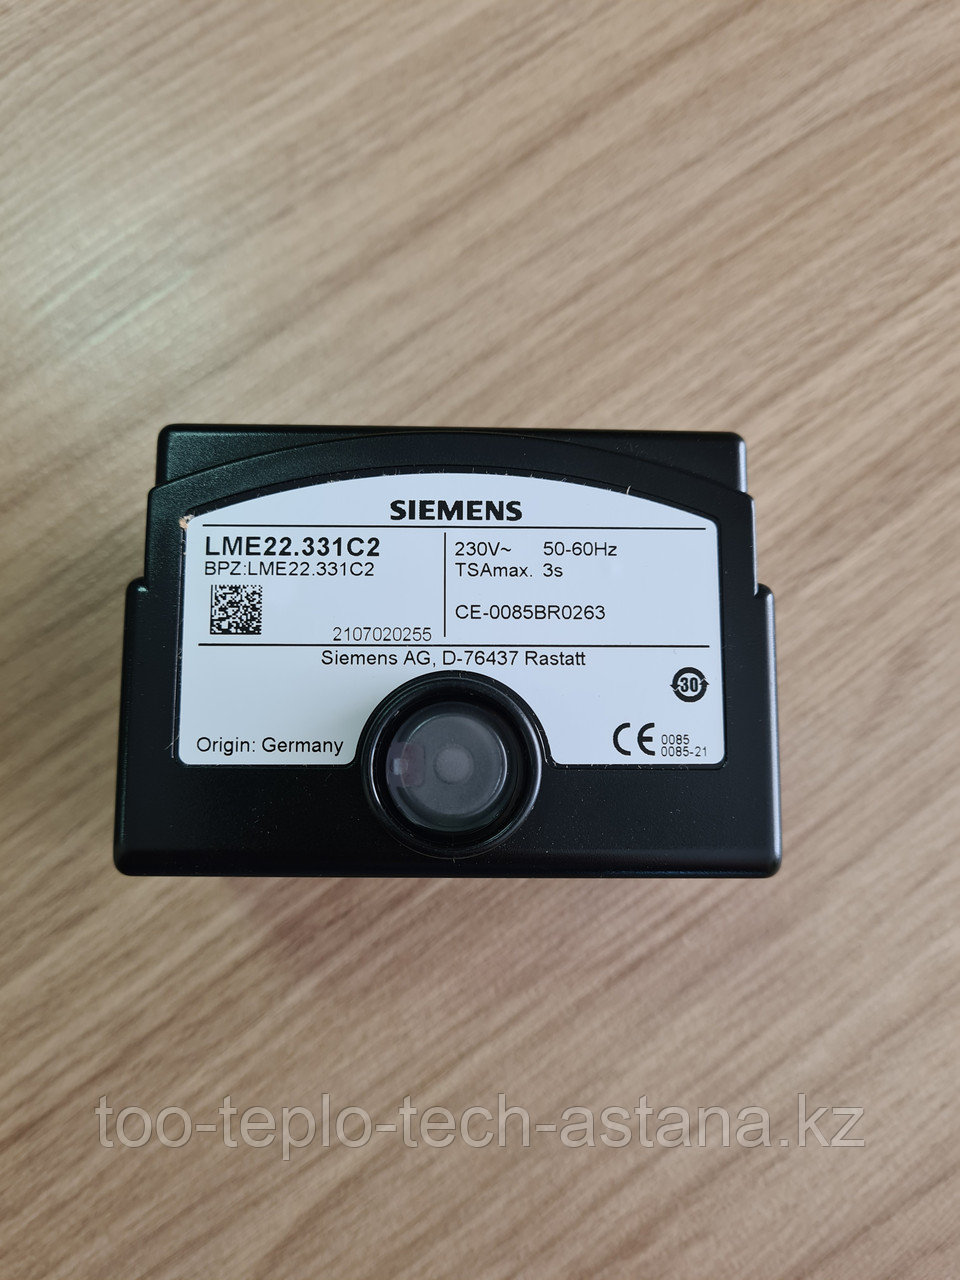 SIEMENS
LME22.331C2
BPZ:LME22.331C2
2107020255
230V~ 50-60Hz
TSAmax. 3s
CE-0085BR0263
Siemens AG, D-76437 Rastatt
30
Origin: Germany
CE 0085
0085-21
too-teplo-tech-astana.kz